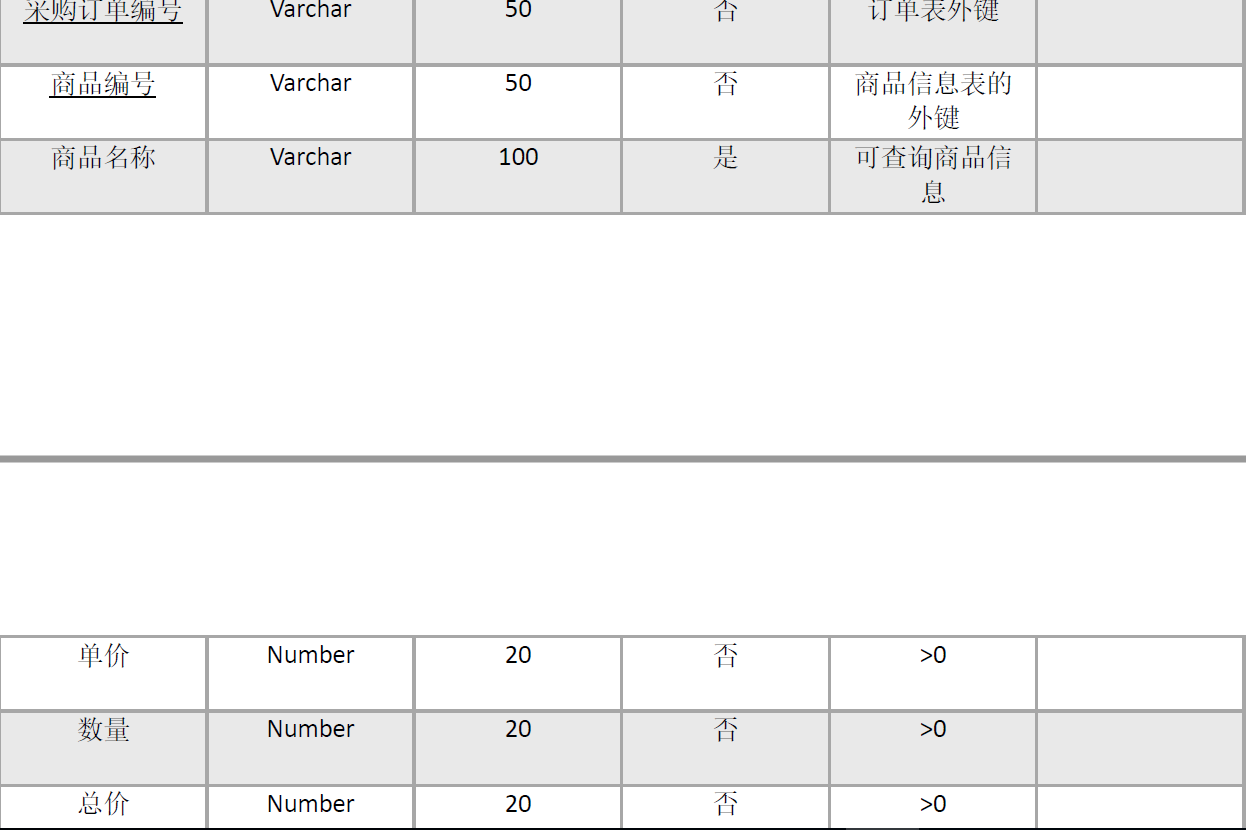 采购订单编号 Varchar 50 否 订单表外键
商品编号 Varchar 50 否 商品信息表的
外键
商品名称 Varchar 100 是 可查询商品信
息
单价 Number 20 否 >0
数量 Number 20 否 >0
总价 Number 20 否 >0